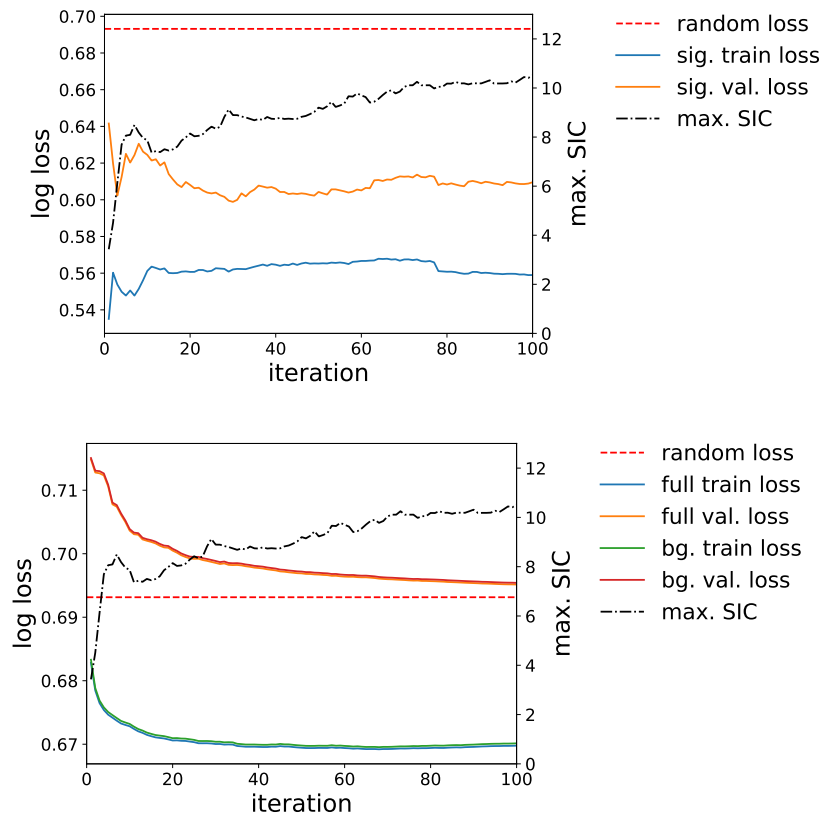 0.70
0.68
0.66
0.64
0.62
0.60
0.58
0.56
0.54
log loss
0
20
40
60
80
100
iteration
12
10
8
6
4
2
0
max. SIC
random loss
sig. train loss
sig. val. loss
max. SIC
0.71
0.70
0.69
0.68
0.67
log loss
0
20
40
60
80
100
iteration
12
10
8
6
4
2
0
max. SIC
random loss
full train loss
full val. loss
bg. train loss
bg. val. loss
max. SIC